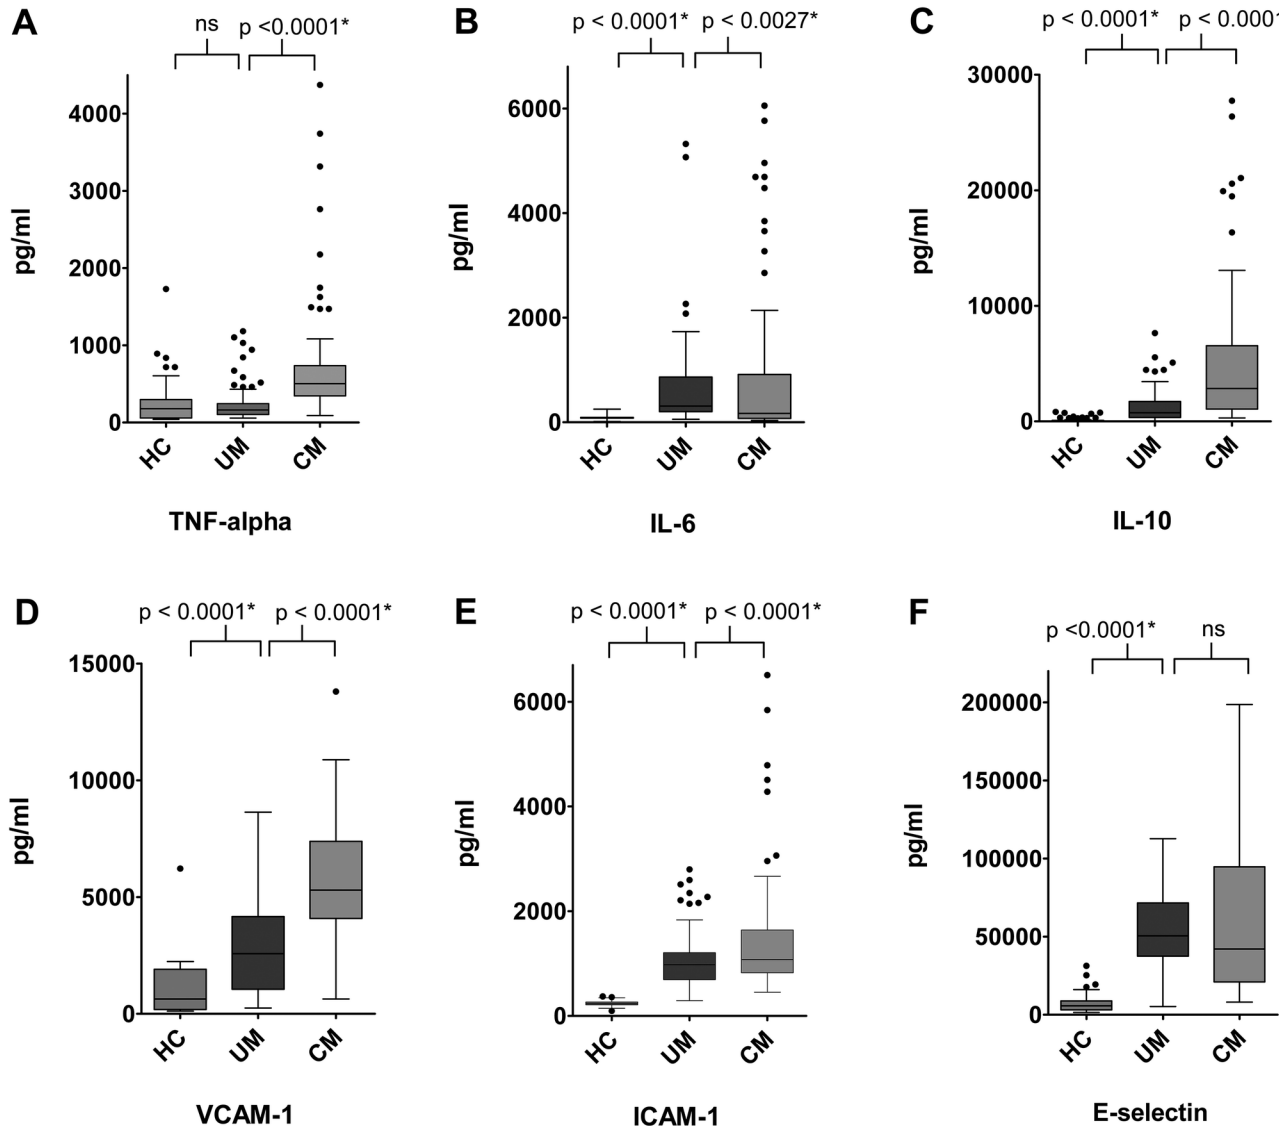 A
ns p <0.0001*
pg/ml
4000
3000
2000
1000
0
HC UM CM
TNF-alpha
B
p < 0.0001* p < 0.0027*
pg/ml
6000
4000
2000
0
HC UM CM
IL-6
C
p < 0.0001* p < 0.0001
pg/ml
30000
20000
10000
0
HC UM CM
IL-10
D
p < 0.0001* p < 0.0001*
pg/ml
15000
10000
5000
0
HC UM CM
VCAM-1
E
p < 0.0001* p < 0.0001*
pg/ml
6000
4000
2000
0
HC UM CM
ICAM-1
F
p <0.0001* ns
pg/ml
200000
150000
100000
50000
0
HC UM CM
E-selectin